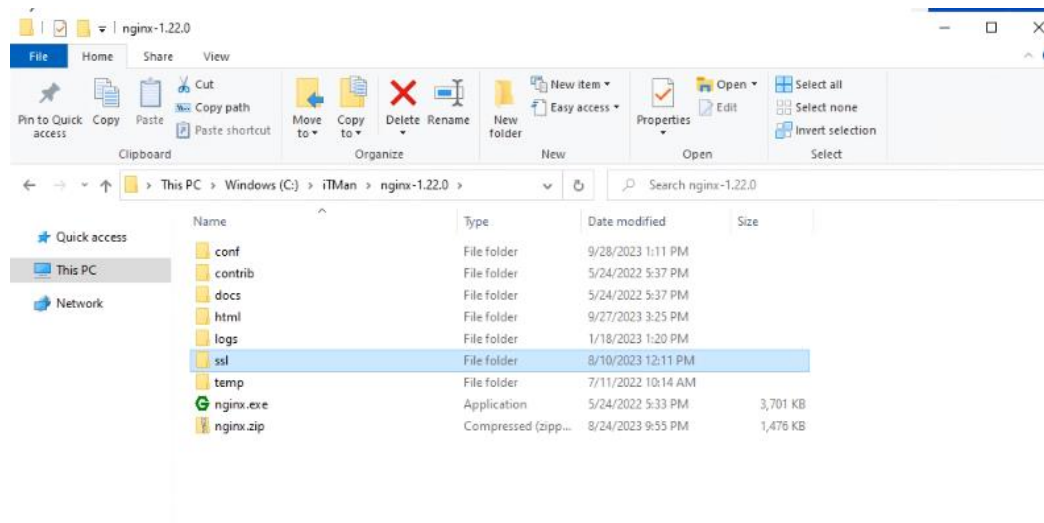 nginx-1.22.0
File Home Share View
Pin to Quick access
Copy
Paste
Cut
Copy path
Paste shortcut
Clipboard
Move to
Copy to
Delete
Rename
Organize
New folder
New item
Easy access
New
Properties
Open
Edit
Open
Select all
Select none
Invert selection
Select
This PC > Windows (C:) > iTMan > nginx-1.22.0 >
Search nginx-1.22.0
Quick access
This PC
Network
Name Type Date modified Size
conf File folder 9/28/2023 1:11 PM
contrib File folder 5/24/2022 5:37 PM
docs File folder 5/24/2022 5:37 PM
html File folder 9/27/2023 3:25 PM
logs File folder 1/18/2023 1:20 PM
ssl File folder 8/10/2023 12:11 PM
temp File folder 7/11/2022 10:14 AM
nginx.exe Application 5/24/2022 5:33 PM 3,701 KB
nginx.zip Compressed (zipp... 8/24/2023 9:55 PM 1,476 KB